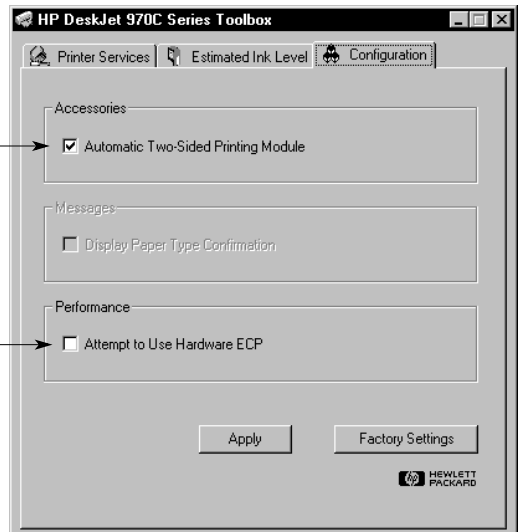 HP DeskJet 970C Series Toolbox
Printer Services Estimated Ink Level Configuration
Accessories
Automatic Two-Sided Printing Module
Messages
Display Paper Type Confirmation
Performance
Attempt to Use Hardware ECP
Apply Factory Settings
hp HEWLETT
PACKARD